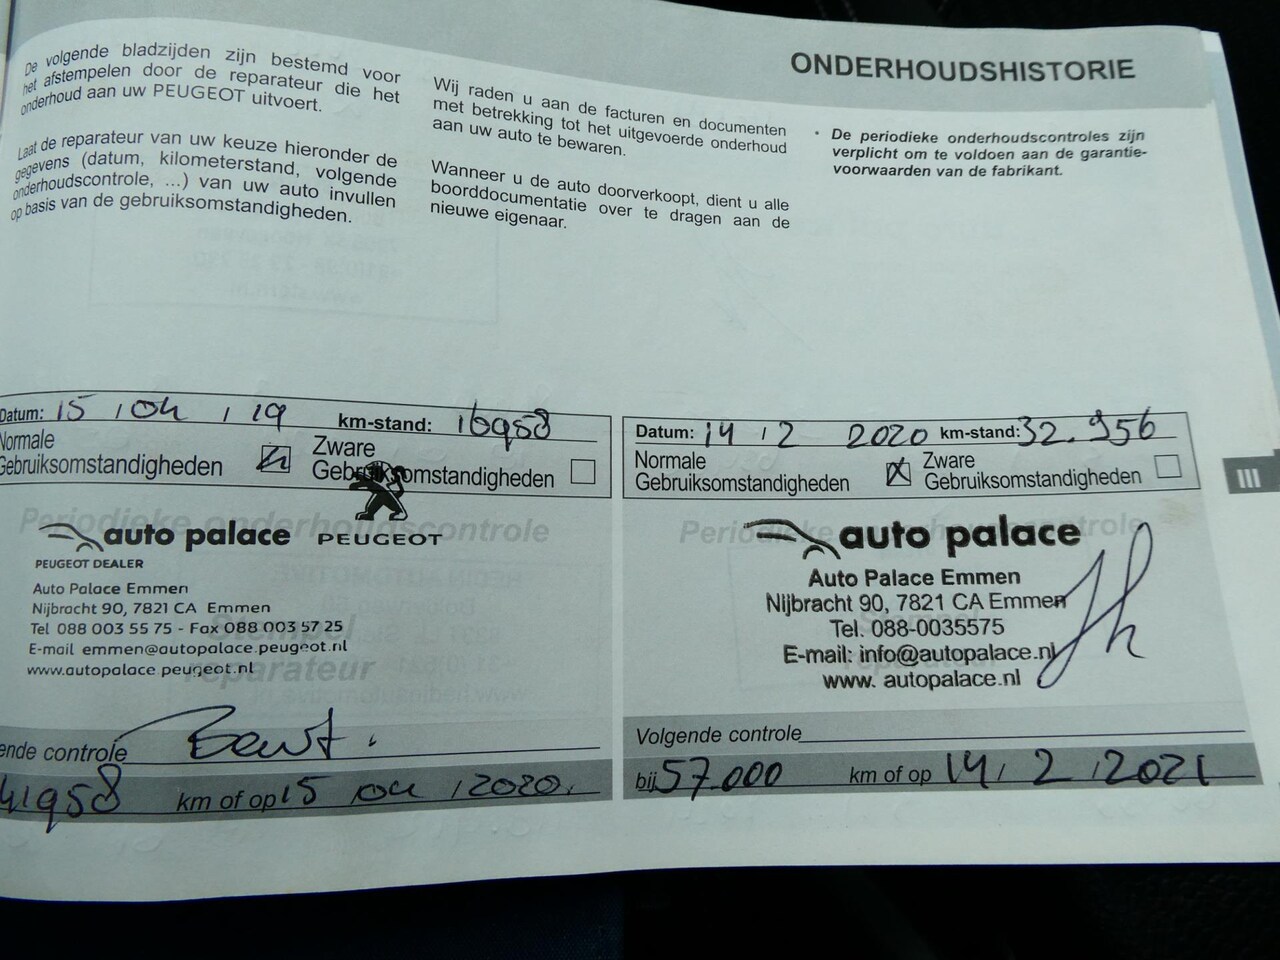 ONDERHOUDSHISTORIE
De volgende bladzijden zijn bestemd voor
het afstempelen door de reparateur die het
onderhoud aan uw PEUGEOT uitvoert.
Laat de reparateur van uw keuze hieronder de
gegevens (datum, kilometerstand, volgende
onderhoudscontrole, ...) van uw auto invullen
op basis van de gebruiksomstandigheden.
Wij raden u aan de facturen en documenten
met betrekking tot het uitgevoerde onderhoud
aan uw auto te bewaren.
Wanneer u de auto doorverkoopt, dient u alle
boorddocumentatie over te dragen aan de
nieuwe eigenaar.
• De periodieke onderhoudscontroles zijn
verplicht om te voldoen aan de garantie-
voorwaarden van de fabrikant.
III
Datum: 15 / 04 / 19 km-stand: 16958
Normale
Gebruiksomstandigheden
Zware
Gebruiksomstandigheden
Periodieke onderhoudscontrole
auto palace PEUGEOT
PEUGEOT DEALER
Auto Palace Emmen
Nijbracht 90, 7821 CA Emmen
Tel 088 003 55 75 - Fax 088 003 57 25
Stempel
E-mail emmen@autopalace.peugeot.nl
www.autopalace peugeot.nl
reparateur
ende controle
41958 km of op 15 04 / 2020
Datum: 14 / 2 2020 km-stand: 32.956
Normale
Gebruiksomstandigheden
Zware
Gebruiksomstandigheden
Periodieke onderhoudscontrole
auto palace
Auto Palace Emmen
Nijbracht 90, 7821 CA Emmen
Tel. 088-0035575
E-mail: info@autopalace.nl
www. autopalace.nl
Volgende controle
bij 57.000 km of op 14 / 2 / 2021